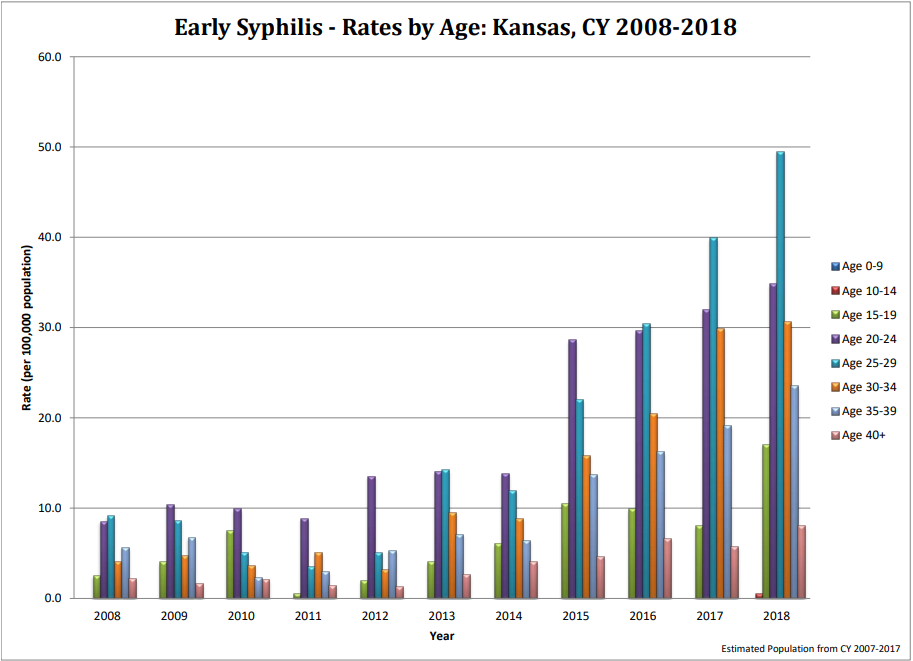 Early Syphilis - Rates by Age: Kansas, CY 2008-2018
60.0
50.0
40.0
30.0
20.0
10.0
0.0
Rate (per 100,000 population)
2008 2009 2010 2011 2012 2013 2014 2015 2016 2017 2018
Year
Age 0-9
Age 10-14
Age 15-19
Age 20-24
Age 25-29
Age 30-34
Age 35-39
Age 40+
Estimated Population from CY 2007-2017